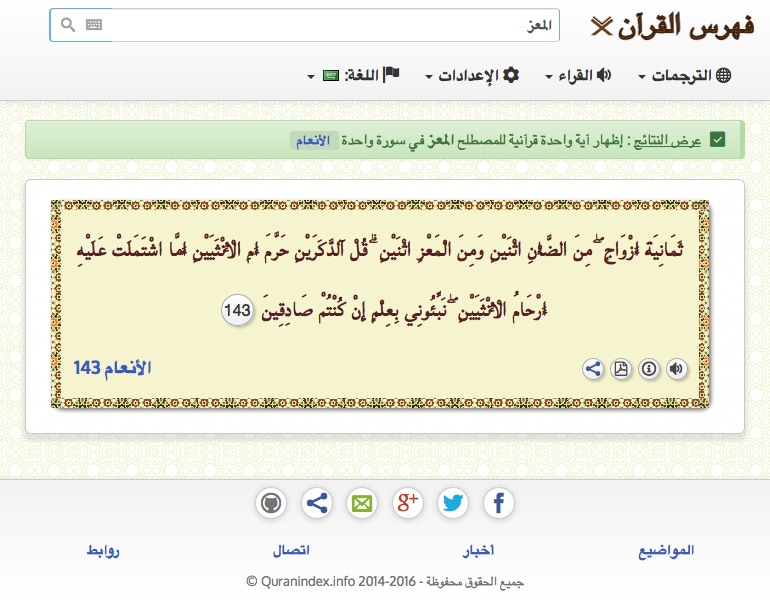 فهرس القرآن
المعز
الترجمات
القراء
الإعدادات
اللغة:
عرض النتائج : إظهار آية واحدة قرآنية للمصطلح المعز في سورة واحدة الأنعام
ثَمَانِيَةَ أَزْوَاجٍ ۖ مِنَ الضَّأْنِ اثْنَيْنِ وَمِنَ الْمَعْزِ اثْنَيْنِ ۗ قُلْ آلذَّكَرَيْنِ حَرَّمَ أَمِ الْأُنْثَيَيْنِ أَمَّا اشْتَمَلَتْ عَلَيْهِ
أَرْحَامُ الْأُنْثَيَيْنِ ۖ نَبِّئُونِي بِعِلْمٍ إِنْ كُنْتُمْ صَادِقِينَ 143
الأنعام 143
المواضيع
أخبار
اتصال
روابط
جميع الحقوق محفوظة - Quranindex.info 2014-2016 ©